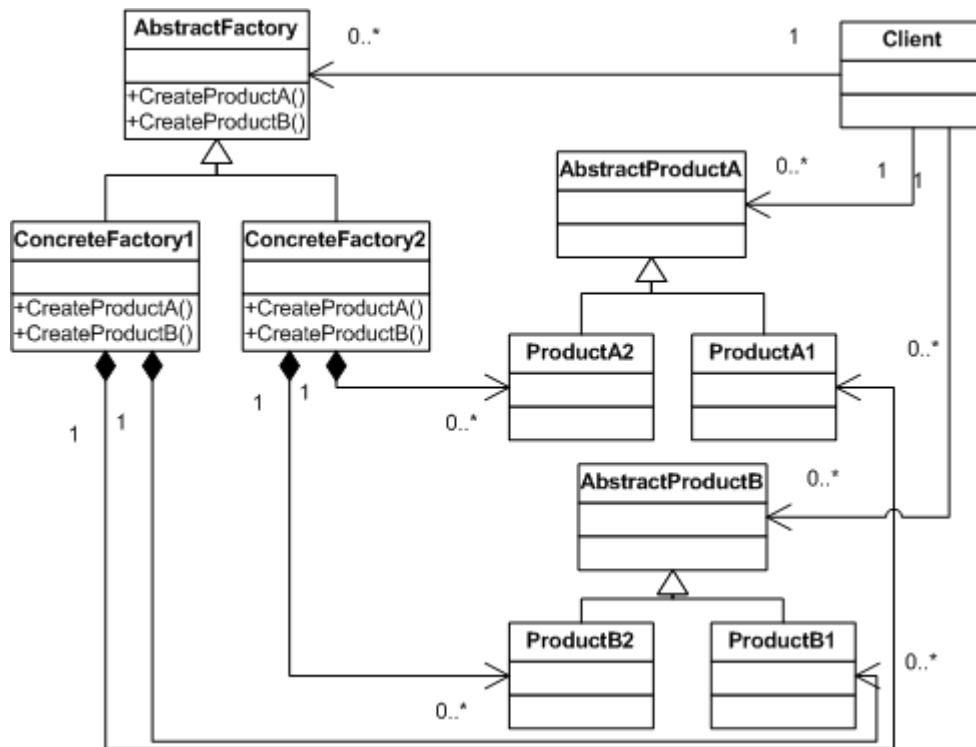 AbstractFactory
0..*
1
Client
+CreateProductA()
+CreateProductB()
AbstractProductA
0..*
1
1
ConcreteFactory1
ConcreteFactory2
+CreateProductA()
+CreateProductB()
+CreateProductA()
+CreateProductB()
ProductA2
ProductA1
0..*
1
1
1
1
0..*
AbstractProductB
0..*
ProductB2
ProductB1
0..*
0..*